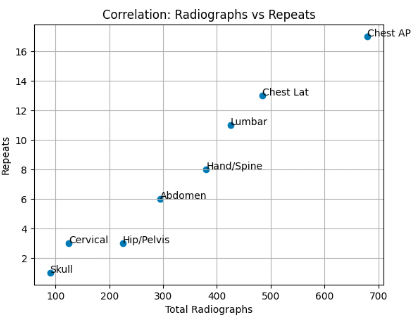 Correlation: Radiographs vs Repeats
Chest AP
16
14
Chest Lat
12
Lumbar
10
Repeats
Hand/Spine
8
Abdomen
6
4
Cervical
Hip/Pelvis
2
Skull
100
200
300
400
500
600
700
Total Radiographs